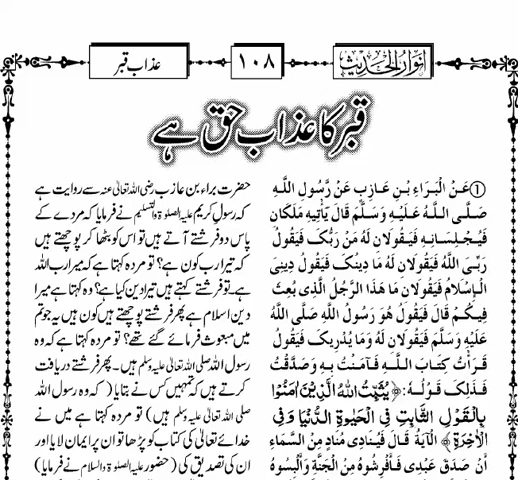 انوار الحدیث
۱۰۸
عذاب قبر
قبر کا عذاب حق ہے
① عَنْ الْبَرَاءِ بْنِ عَازِبٍ عَنْ رَّسُولِ اللَّهِ
صَلَّى اللَّهُ عَلَيْهِ وَسَلَّمَ قَالَ يَأْتِيهِ مَلَكَانِ
فَيُجْلِسَانِهِ فَيَقُولَانِ لَهُ مَنْ رَبُّكَ فَيَقُولُ
رَبِّيَ اللَّهُ فَيَقُولَانِ لَهُ مَا دِينُكَ فَيَقُولُ دِينِيَ
الْإِسْلَامُ فَيَقُولَانِ مَا هَذَا الرَّجُلُ الَّذِي بُعِثَ
فِيكُمْ قَالَ فَيَقُولُ هُوَ رَسُولُ اللَّهِ صَلَّى اللَّهُ
عَلَيْهِ وَسَلَّمَ فَيَقُولَانِ لَهُ وَمَا يُدْرِيكَ فَيَقُولُ
قَرَأْتُ كِتَابَ اللَّهِ فَآمَنْتُ بِهِ وَصَدَّقْتُ
فَذَلِكَ قَوْلُهُ: ﴿يُثَبِّتُ اللهُ الَّذِينَ اٰمَنُوْا
بِالْقَوْلِ الثَّابِتِ فِي الْحَيٰوةِ الدُّنْيَا وَفِي
الْاٰخِرَةِ﴾ الْآيَةَ قَالَ فَيُنَادِي مُنَادٍ مِنَ السَّمَاءِ
أَنْ صَدَقَ عَبْدِي فَأَفْرِشُوهُ مِنَ الْجَنَّةِ وَأَلْبِسُوهُ
حضرت براء بن عازب رضی اللہ تعالیٰ عنہ سے روایت ہے
کہ رسول کریم علیہ الصلوۃ والتسلیم نے فرمایا کہ مردے کے
پاس دو فرشتے آتے ہیں تو اس کو بٹھا کر پوچھتے ہیں
کہ تیرا رب کون ہے؟ تو مردہ کہتا ہے کہ میرا رب اللہ
ہے تو فرشتے کہتے ہیں تیرا دین کیا ہے؟ وہ کہتا ہے میرا
دین اسلام ہے پھر فرشتے پوچھتے ہیں کون ہیں یہ جو تم
میں مبعوث فرمائے گئے تھے؟ تو مردہ کہتا ہے کہ وہ
رسول اللہ صلی اللہ تعالیٰ علیہ وسلم ہیں۔ پھر فرشتے دریافت
کرتے ہیں کہ تمہیں کس نے بتایا (کہ وہ رسول اللہ
صلی اللہ تعالیٰ علیہ وسلم ہیں) تو مردہ کہتا ہے میں نے
خدائے تعالیٰ کی کتاب کو پڑھا تو ان پر ایمان لایا اور
ان کی تصدیق کی (حضور علیہ الصلوۃ والسلام نے فرمایا)